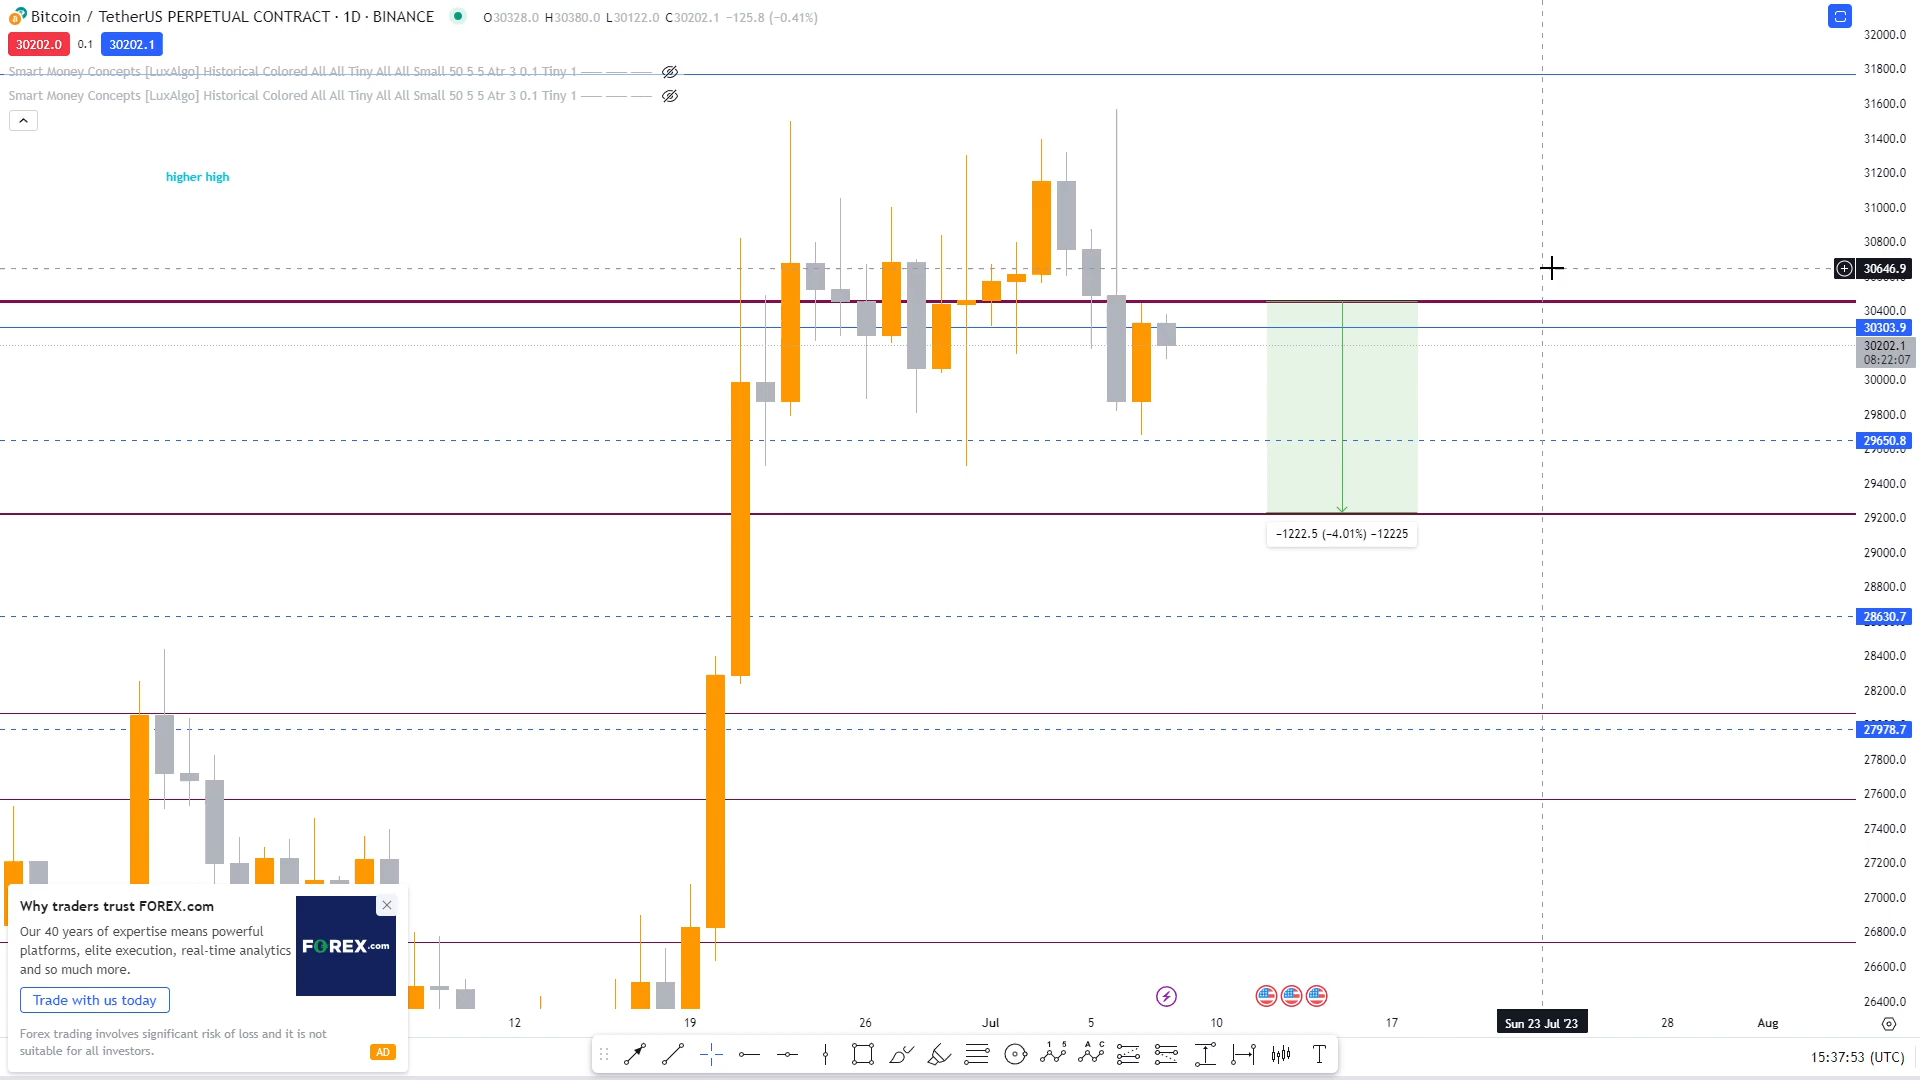 Bitcoin / TetherUS PERPETUAL CONTRACT · 1D · BINANCE O30328.0 H30380.0 L30122.0 C30202.1 −125.8 (−0.41%)
30202.0 0.1 30202.1
Smart Money Concepts [LuxAlgo] Historical Colored All All Tiny All All Small 50 5 5 Atr 3 0.1 Tiny 1
Smart Money Concepts [LuxAlgo] Historical Colored All All Tiny All All Small 50 5 5 Atr 3 0.1 Tiny 1
higher high
32000.0
31800.0
31600.0
31400.0
31200.0
31000.0
30800.0
30646.9
30400.0
30303.9
30202.1
08:22:07
30000.0
29800.0
29650.8
29600.0
29400.0
29200.0
29000.0
28800.0
28630.7
28400.0
28200.0
27978.7
27800.0
27600.0
27400.0
27200.0
27000.0
26800.0
26600.0
26400.0
−1222.5 (−4.01%) −12225
Why traders trust FOREX.com
Our 40 years of expertise means powerful
platforms, elite execution, real-time analytics
and so much more.
FOREX.com
Trade with us today
Forex trading involves significant risk of loss and it is not
suitable for all investors.
AD
12 19 26 Jul 5 10 17 Sun 23 Jul '23 28 Aug
1 5
A C
T
15:37:53 (UTC)